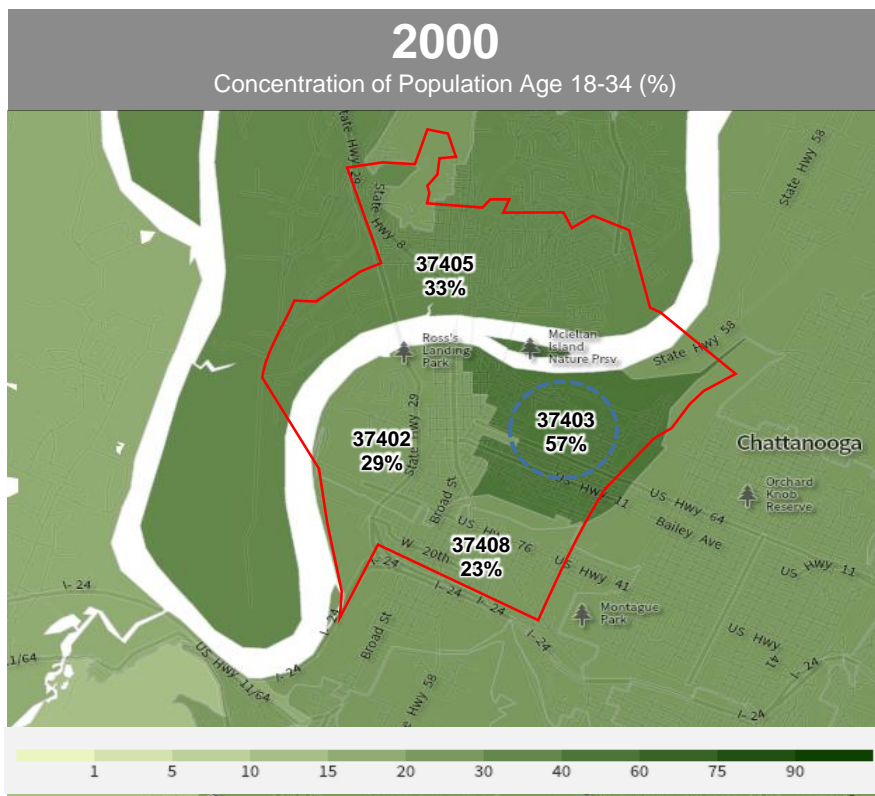 2000
Concentration of Population Age 18-34 (%)
State Hwy 29
State Hwy 58
State Hwy 8
37405
33%
Ross's
Landing
Park
Mclellan
Island
Nature Prsv
State Hwy 58
State Hwy 29
37403
57%
37402
29%
Chattanooga
Orchard
Knob
Reserve
Broad St
US Hwy 11
US Hwy 64
Bailey Ave
US Hwy 76
W 20th
37408
23%
US Hwy 41
US Hwy 11
I- 24
I- 24
I- 24
I- 24
I- 24
I- 24
Montague
Park
Broad St
US Hwy
41
I- 24
11/64
US Hwy 11/64
I- 24
State Hwy 58
I- 24
1 5 10 15 20 30 40 60 75 90